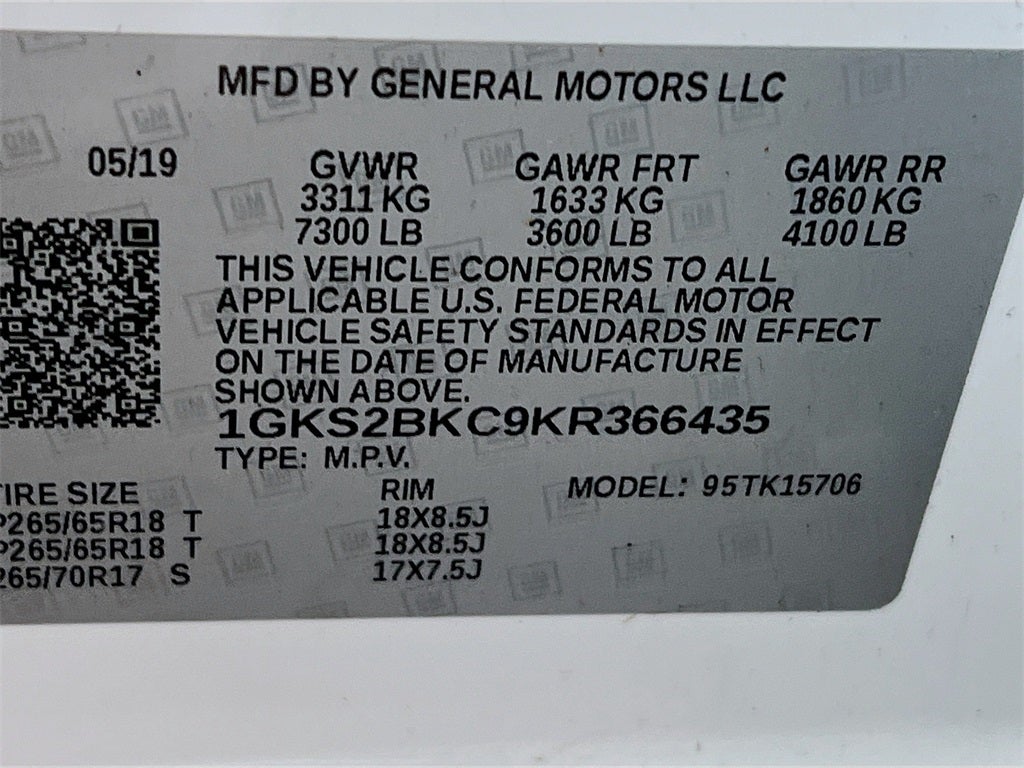 MFD BY GENERAL MOTORS LLC
05/19 GVWR GAWR FRT GAWR RR
3311 KG 1633 KG 1860 KG
7300 LB 3600 LB 4100 LB
THIS VEHICLE CONFORMS TO ALL
APPLICABLE U.S. FEDERAL MOTOR
VEHICLE SAFETY STANDARDS IN EFFECT
ON THE DATE OF MANUFACTURE
SHOWN ABOVE.
1GKS2BKC9KR366435
TYPE: M.P.V.
TIRE SIZE RIM MODEL: 95TK15706
P265/65R18 T 18X8.5J
P265/65R18 T 18X8.5J
265/70R17 S 17X7.5J